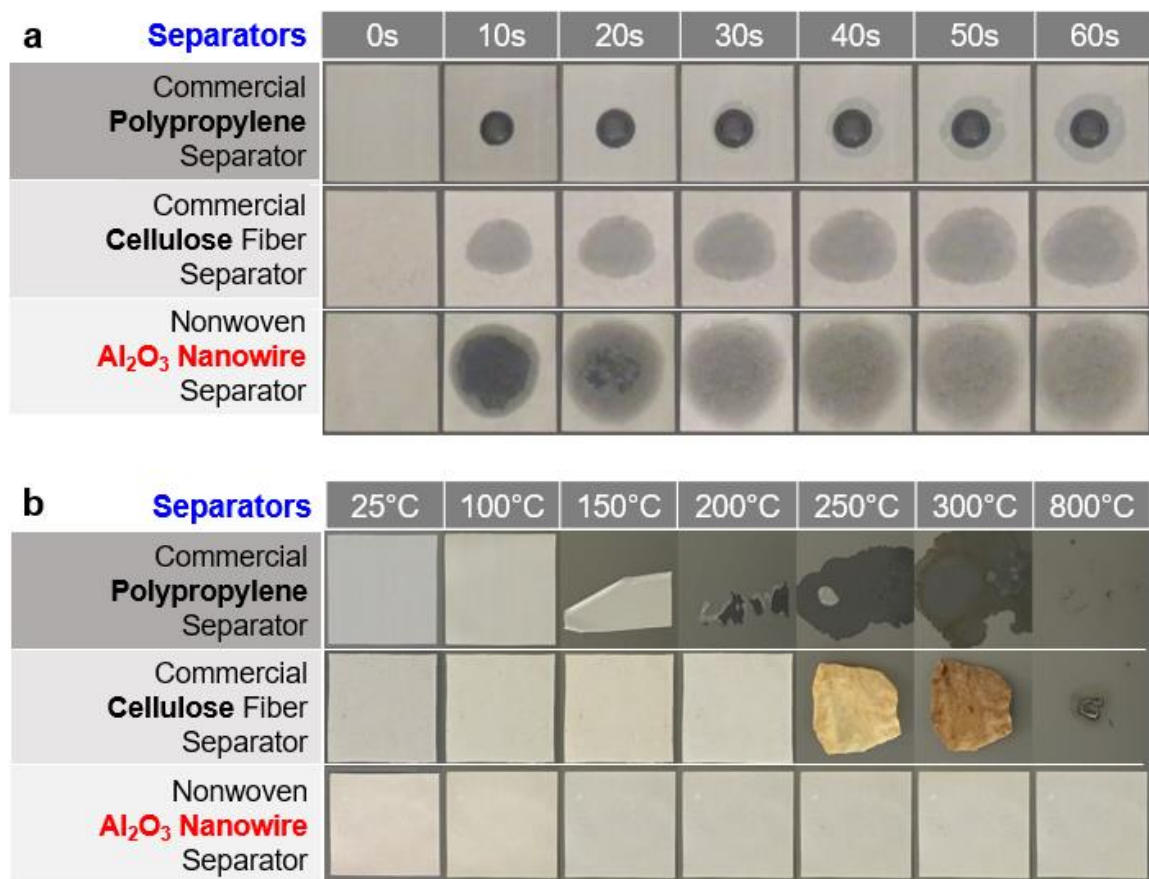 a Separators 0s 10s 20s 30s 40s 50s 60s
Commercial
Polypropylene
Separator
Commercial
Cellulose Fiber
Separator
Nonwoven
Al₂O₃ Nanowire
Separator
b Separators 25°C 100°C 150°C 200°C 250°C 300°C 800°C
Commercial
Polypropylene
Separator
Commercial
Cellulose Fiber
Separator
Nonwoven
Al₂O₃ Nanowire
Separator